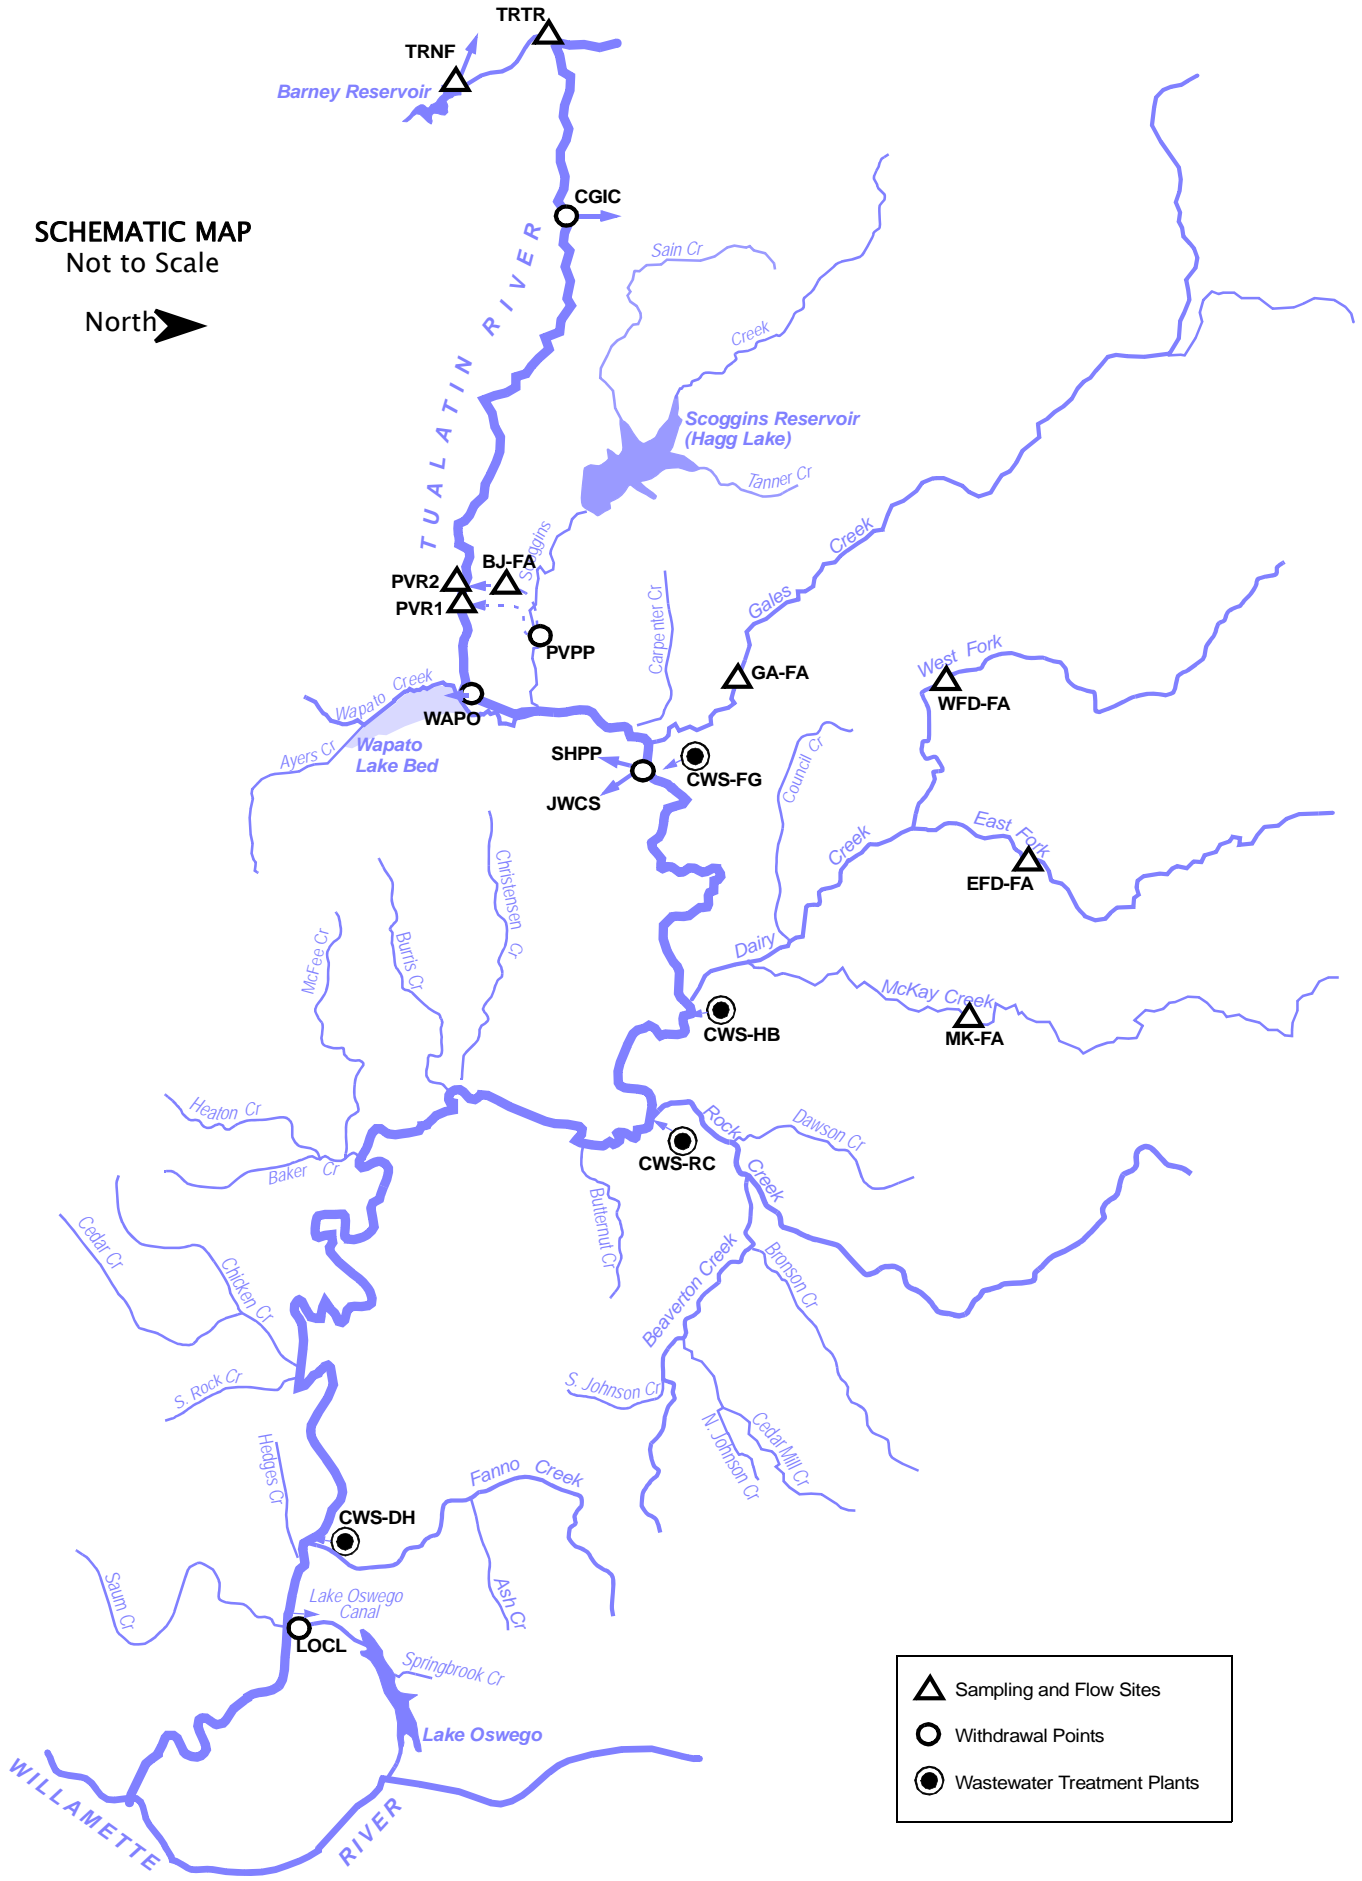 TRTR
TRNF
Barney Reservoir
CGIC
SCHEMATIC MAP
Not to Scale
North
TUALATIN RIVER
Sain Cr
Creek
Scoggins Reservoir
(Hagg Lake)
Tanner Cr
Scoggins
BJ-FA
PVR2
PVR1
PVPP
Creek
Gales
Carpenter Cr
GA-FA
West Fork
WFD-FA
Wapato Creek
WAPO
Wapato
Lake Bed
Ayers Cr
SHPP
JWCS
CWS-FG
Council Cr
Creek
East Fork
EFD-FA
Christensen Cr
Burris Cr
McFee Cr
Dairy
McKay Creek
MK-FA
CWS-HB
Heaton Cr
Baker Cr
Rock
Creek
Dawson Cr
CWS-RC
Butternut Cr
Cedar Cr
Chicken Cr
Beaverton Creek
Bronson Cr
S. Rock Cr
S. Johnson Cr
N. Johnson Cr
Cedar Mill Cr
Hedges Cr
Fanno Creek
CWS-DH
Ash Cr
Saum Cr
Lake Oswego
Canal
LOCL
Springbrook Cr
Lake Oswego
WILLAMETTE
RIVER
Sampling and Flow Sites
Withdrawal Points
Wastewater Treatment Plants